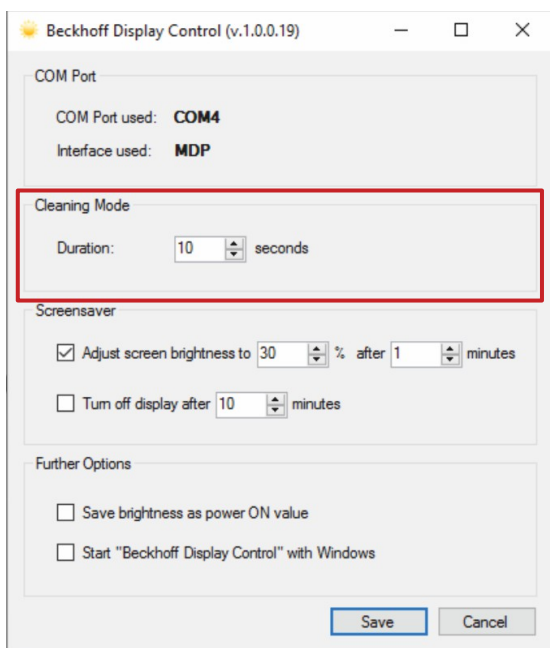 Beckhoff Display Control (v.1.0.0.19)
COM Port
COM Port used: COM4
Interface used: MDP
Cleaning Mode
Duration: 10 seconds
Screensaver
Adjust screen brightness to 30 % after 1 minutes
Turn off display after 10 minutes
Further Options
Save brightness as power ON value
Start "Beckhoff Display Control" with Windows
Save Cancel